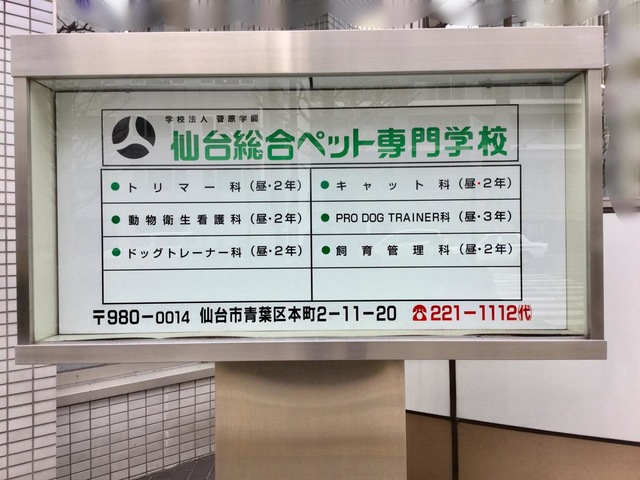 学校法人 菅原学園
仙台総合ペット専門学校
● トリマー科 (昼・2年)
● キャット科 (昼・2年)
● 動物衛生看護科 (昼・2年)
● PRO DOG TRAINER科 (昼・3年)
● ドッグトレーナー科 (昼・2年)
● 飼育管理科 (昼・2年)
〒980-0014 仙台市青葉区本町2-11-20 ☎221-1112代